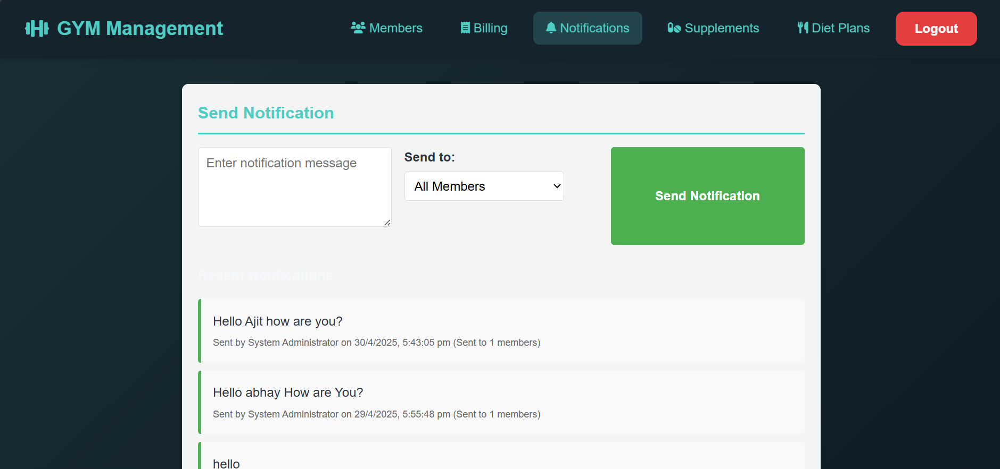 GYM Management
Members
Billing
Notifications
Supplements
Diet Plans
Logout
Send Notification
Enter notification message
Send to:
All Members
Send Notification
Recent Notifications
Hello Ajit how are you?
Sent by System Administrator on 30/4/2025, 5:43:05 pm (Sent to 1 members)
Hello abhay How are You?
Sent by System Administrator on 29/4/2025, 5:55:48 pm (Sent to 1 members)
hello